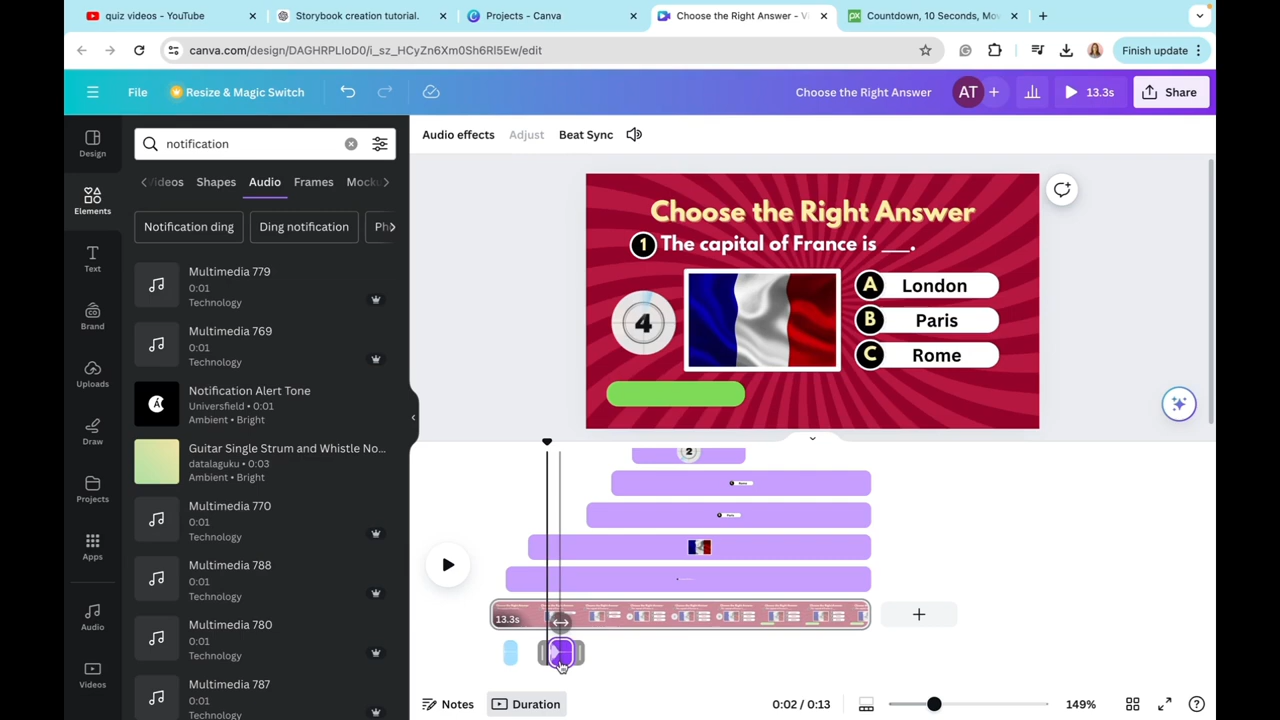 quiz videos - YouTube
Storybook creation tutorial.
Projects - Canva
Choose the Right Answer - Vi
Countdown, 10 Seconds, Mov
canva.com/design/DAGHRPLIoD0/i_sz_HCyZn6Xm0Sh6Rl5Ew/edit
Finish update
File
Resize & Magic Switch
Choose the Right Answer
AT
13.3s
Share
Design
Elements
Text
Brand
Uploads
Draw
Projects
Apps
Audio
Videos
notification
Videos
Shapes
Audio
Frames
Mocku
Notification ding
Ding notification
Ph
Multimedia 779
0:01
Technology
Multimedia 769
0:01
Technology
Notification Alert Tone
Universfield • 0:01
Ambient • Bright
Guitar Single Strum and Whistle No...
datalaguku • 0:03
Ambient • Bright
Multimedia 770
0:01
Technology
Multimedia 788
0:01
Technology
Multimedia 780
0:01
Technology
Multimedia 787
0:01
Technology
Audio effects
Adjust
Beat Sync
Choose the Right Answer
1 The capital of France is ___.
4
A London
B Paris
C Rome
2
Rome
Paris
13.3s
Notes
Duration
0:02 / 0:13
149%